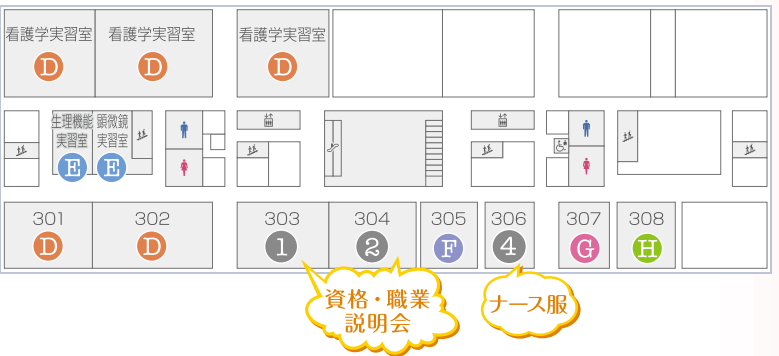 看護学実習室 看護学実習室 看護学実習室
D D D
生理機能 顕微鏡
実習室 実習室
E E
301 302 303 304 305 306 307 308
D D 1 2 F 4 G H
資格・職業
説明会
ナース服